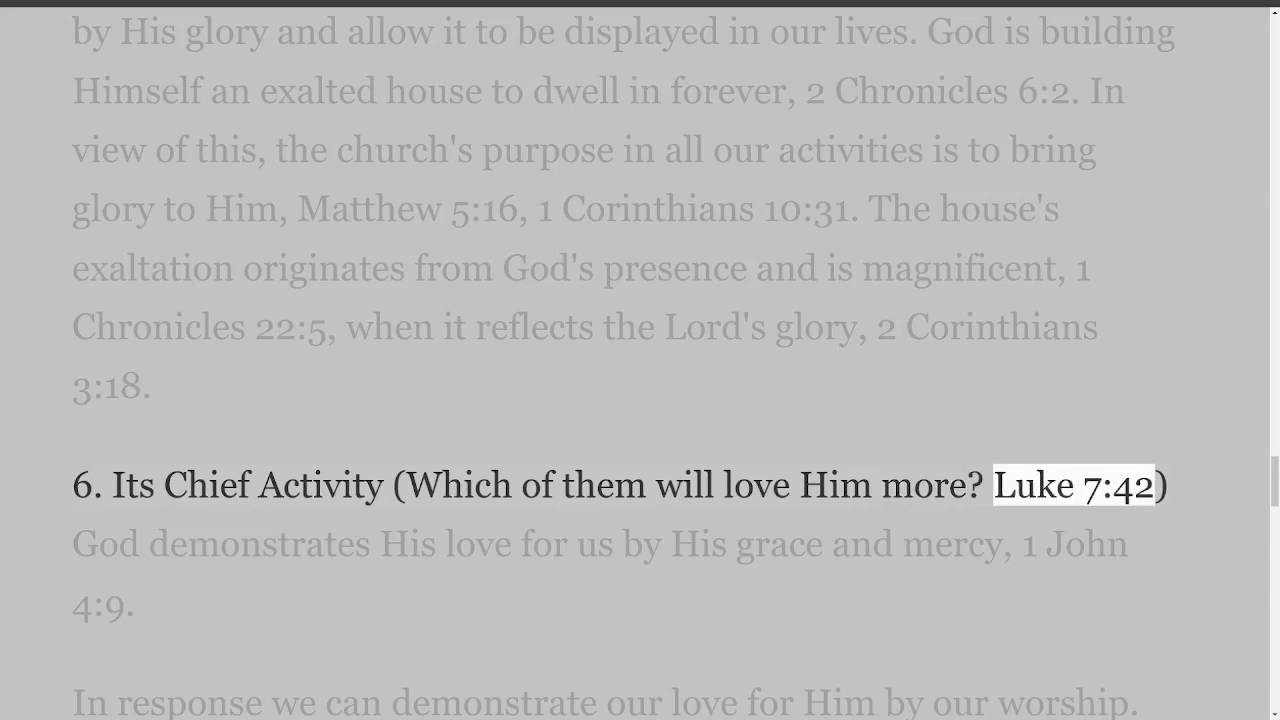 by His glory and allow it to be displayed in our lives. God is building
Himself an exalted house to dwell in forever, 2 Chronicles 6:2. In
view of this, the church's purpose in all our activities is to bring
glory to Him, Matthew 5:16, 1 Corinthians 10:31. The house's
exaltation originates from God's presence and is magnificent, 1
Chronicles 22:5, when it reflects the Lord's glory, 2 Corinthians
3:18.
6. Its Chief Activity (Which of them will love Him more? Luke 7:42)
God demonstrates His love for us by His grace and mercy, 1 John
4:9.
In response we can demonstrate our love for Him by our worship.